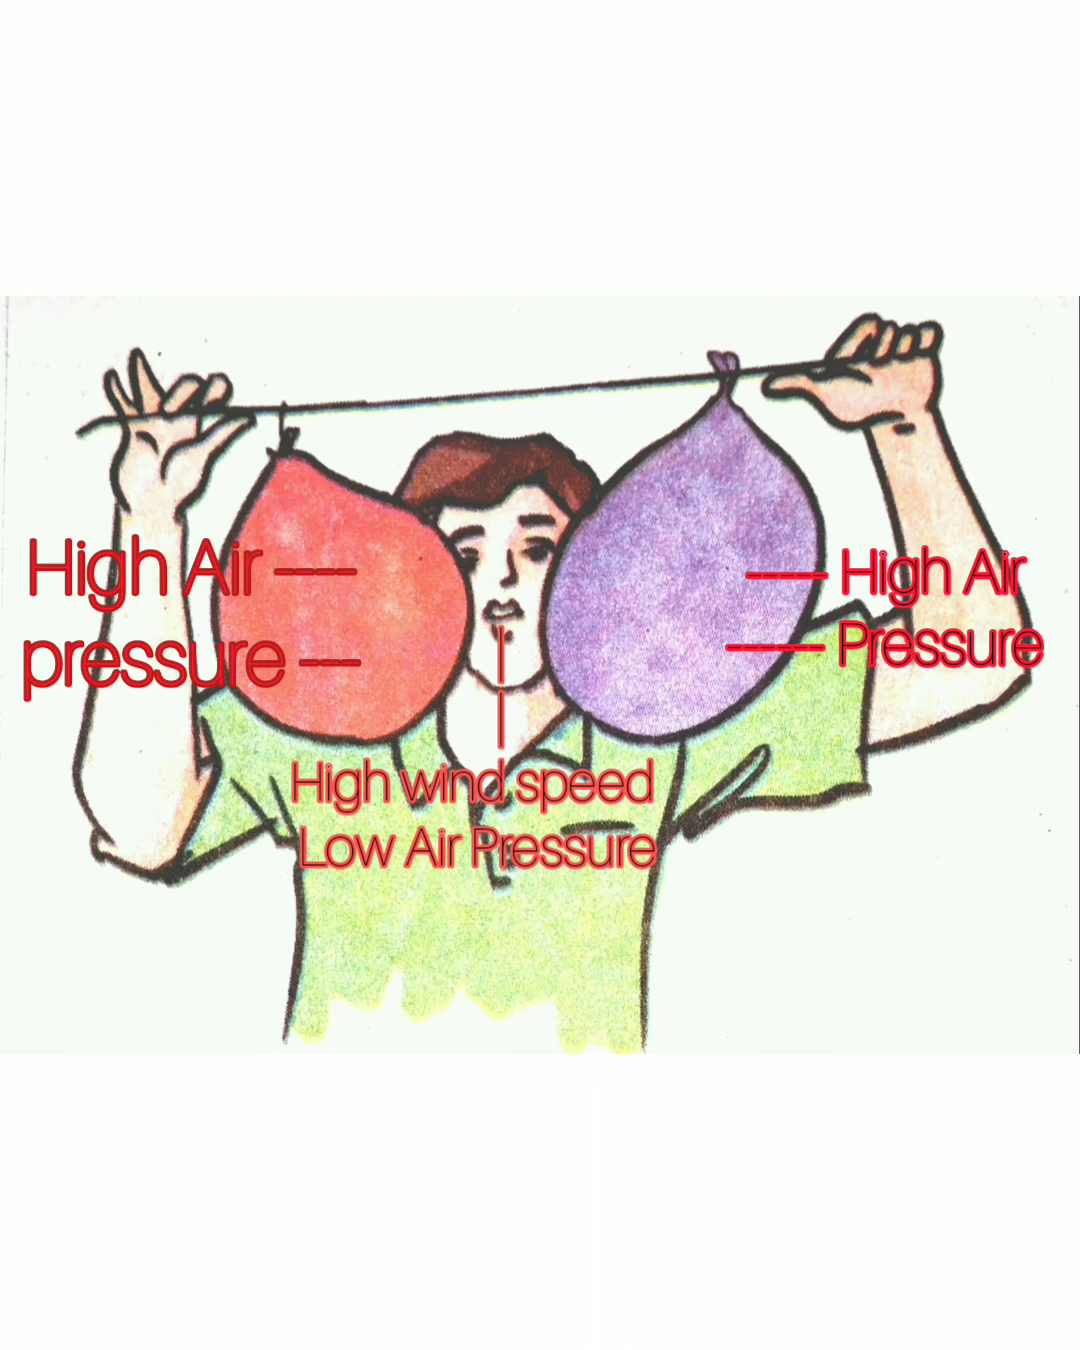 High Air ----
pressure ---
High Air
Pressure
High wind speed
Low Air Pressure